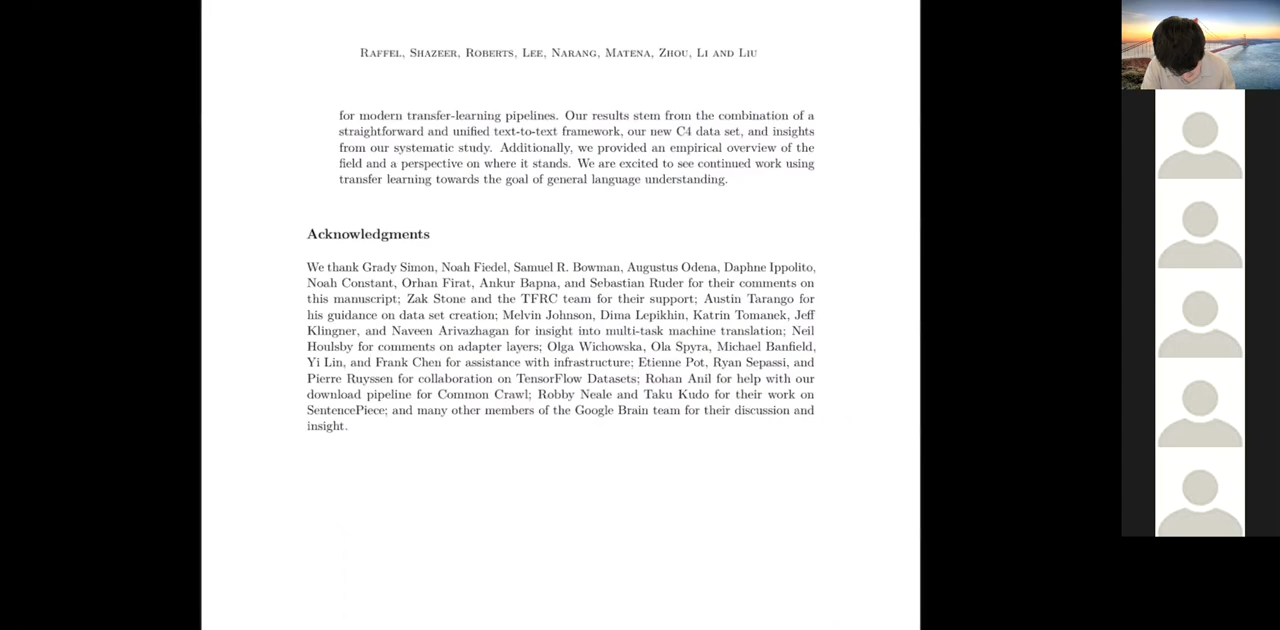 RAFFEL, SHAZEER, ROBERTS, LEE, NARANG, MATENA, ZHOU, LI AND LIU
for modern transfer-learning pipelines. Our results stem from the combination of a
straightforward and unified text-to-text framework, our new C4 data set, and insights
from our systematic study. Additionally, we provided an empirical overview of the
field and a perspective on where it stands. We are excited to see continued work using
transfer learning towards the goal of general language understanding.
Acknowledgments
We thank Grady Simon, Noah Fiedel, Samuel R. Bowman, Augustus Odena, Daphne Ippolito,
Noah Constant, Orhan Firat, Ankur Bapna, and Sebastian Ruder for their comments on
this manuscript; Zak Stone and the TFRC team for their support; Austin Tarango for
his guidance on data set creation; Melvin Johnson, Dima Lepikhin, Katrin Tomanek, Jeff
Klingner, and Naveen Arivazhagan for insight into multi-task machine translation; Neil
Houlsby for comments on adapter layers; Olga Wichowska, Ola Spyra, Michael Banfield,
Yi Lin, and Frank Chen for assistance with infrastructure; Etienne Pot, Ryan Sepassi, and
Pierre Ruyssen for collaboration on TensorFlow Datasets; Rohan Anil for help with our
download pipeline for Common Crawl; Robby Neale and Taku Kudo for their work on
SentencePiece; and many other members of the Google Brain team for their discussion and
insight.